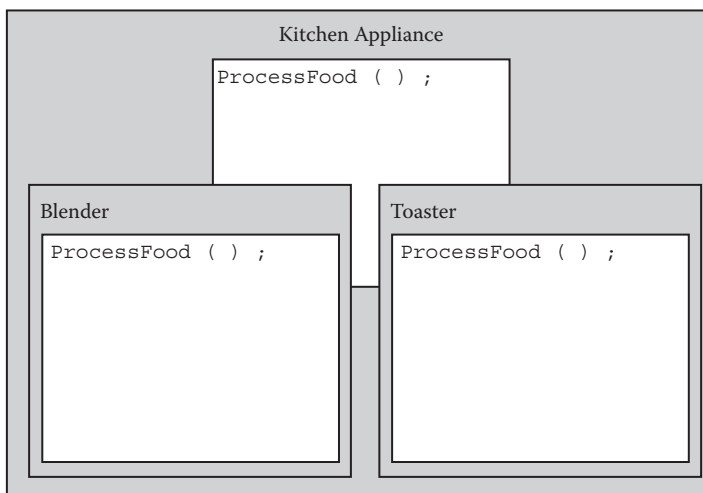 Kitchen Appliance
ProcessFood ( ) ;
Blender
ProcessFood ( ) ;
Toaster
ProcessFood ( ) ;